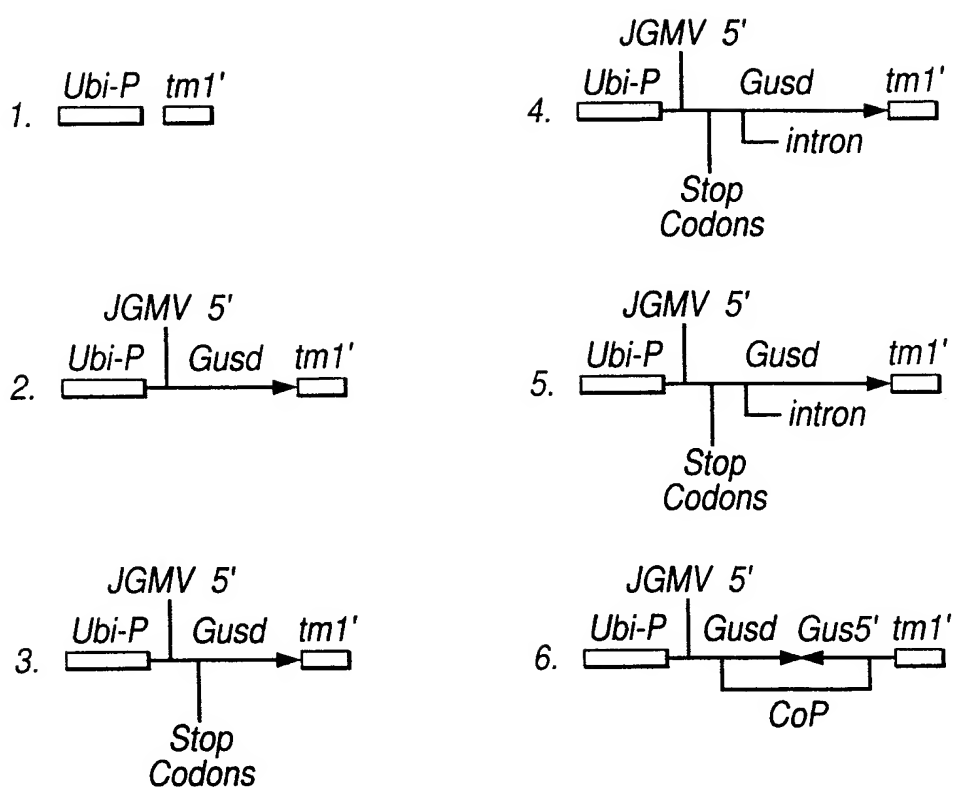 1. Ubi-P tm1'
2. JGMV 5'
Ubi-P Gusd tm1'
3. JGMV 5'
Ubi-P Gusd tm1'
Stop
Codons
4. JGMV 5'
Ubi-P Gusd tm1'
intron
Stop
Codons
5. JGMV 5'
Ubi-P Gusd tm1'
intron
Stop
Codons
6. JGMV 5'
Ubi-P Gusd Gus5' tm1'
CoP